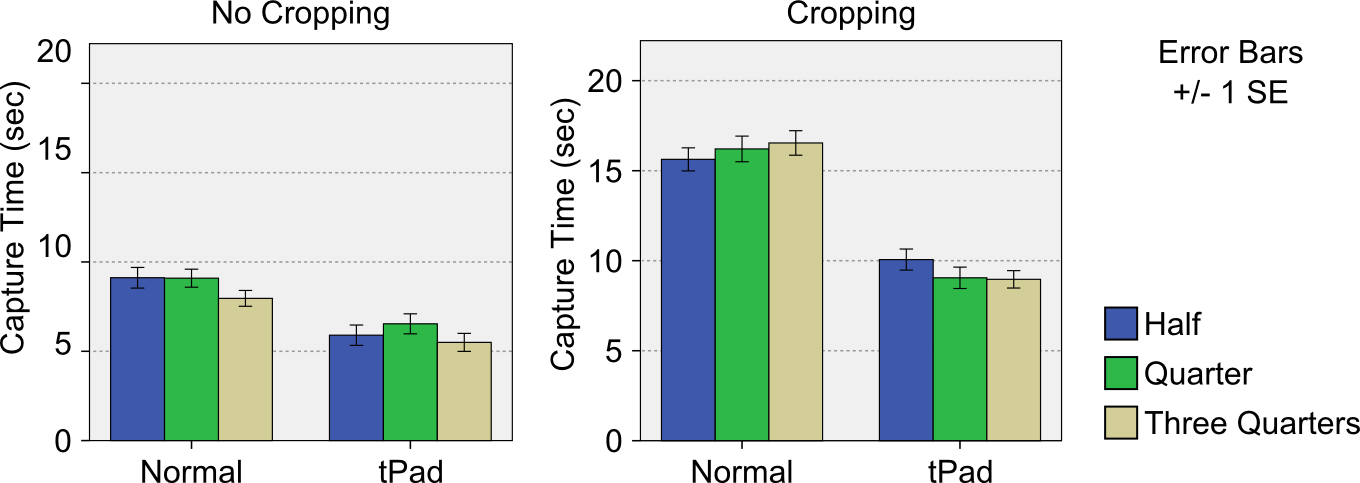 No Cropping
Cropping
Error Bars
+/- 1 SE
Capture Time (sec)
20
15
10
5
0
Normal
tPad
Capture Time (sec)
20
15
10
5
0
Normal
tPad
Half
Quarter
Three Quarters